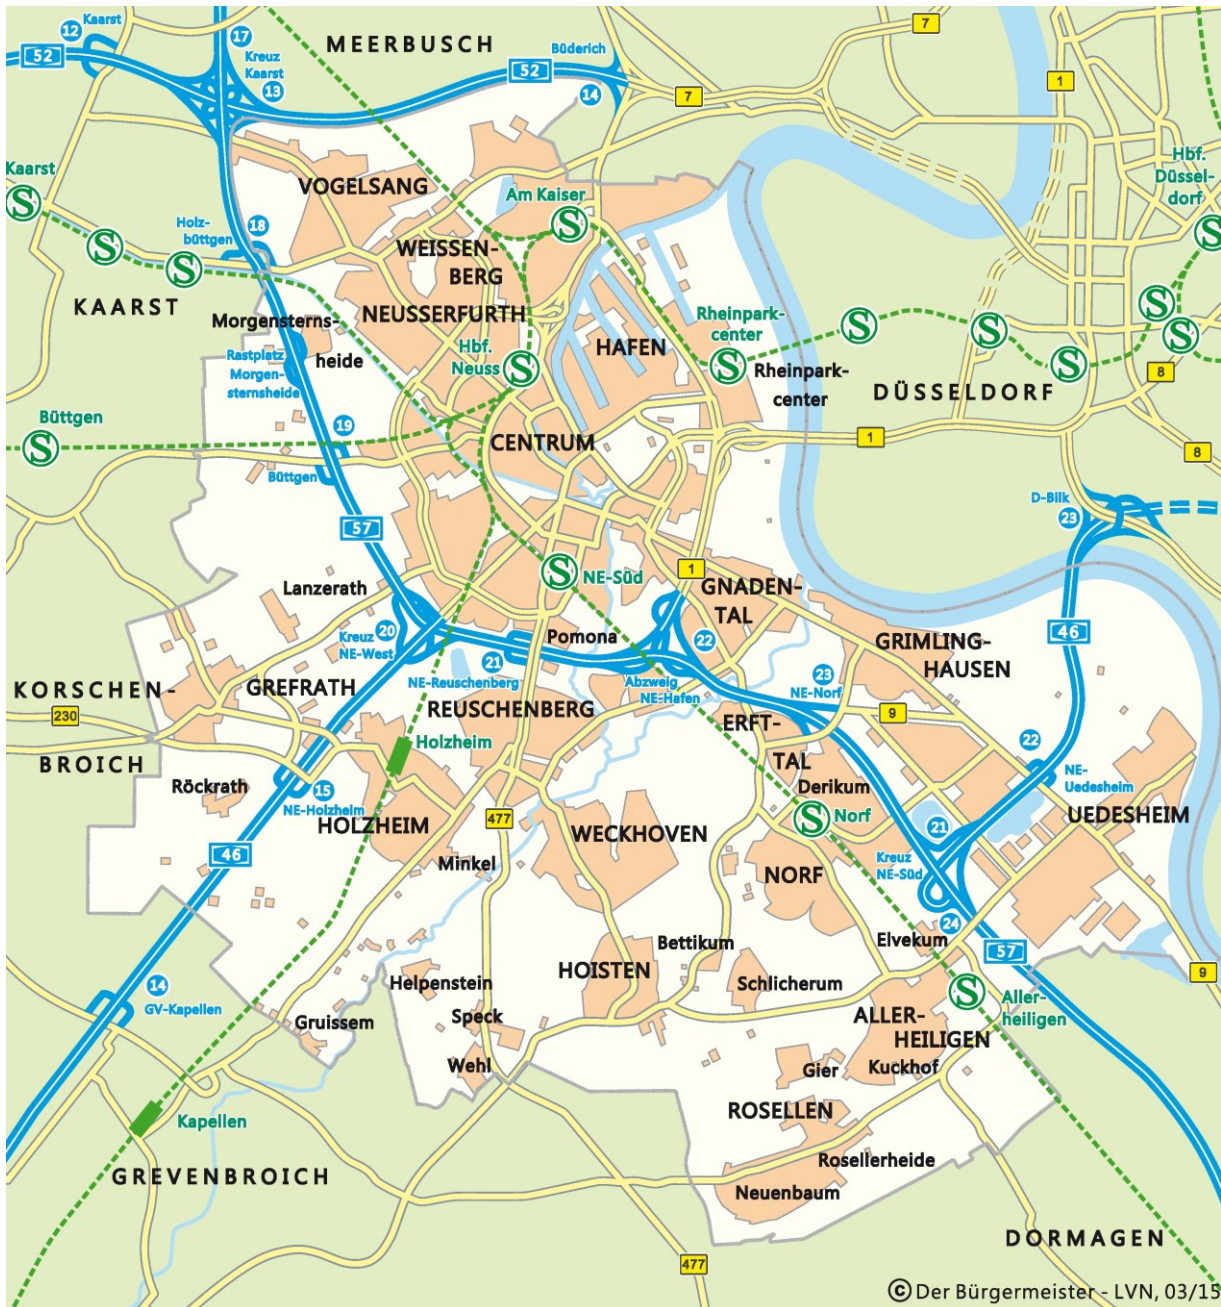 17
12
Kaarst
52
MEERBUSCH
Büderich
7
Kreuz
Kaarst
13
52
14
7
1
Kaarst
VOGELSANG
Hbf.
Düssel-
dorf
S
Am Kaiser
S
S
S
Holz-
büttgen
18
WEISSEN-
BERG
S
S
KAARST
NEUSSERFURTH
Morgensterns-
heide
Rastplatz
Morgen-
sternsheide
Hbf.
Neuss
S
HAFEN
Rheinpark-
center
S
Rheinpark-
center
S
S
S
S
S
8
DÜSSELDORF
Büttgen
S
19
Büttgen
CENTRUM
1
8
57
D-Bilk
23
Lanzerath
S
NE-Süd
1
GNADEN-
TAL
20
Kreuz
NE-West
Pomona
22
46
GRIMLING-
HAUSEN
21
NE-Reuschenberg
Abzweig
NE-Hafen
23
NE-Norf
KORSCHEN-
BROICH
230
GREFRATH
REUSCHENBERG
9
ERFT-
TAL
Holzheim
22
NE-
Uedesheim
Röckrath
15
NE-Holzheim
Derikum
HOLZHEIM
477
WECKHOVEN
S
Norf
UEDESHEIM
21
46
Minkel
NORF
Kreuz
NE-Süd
24
Elvekum
57
Bettikum
14
GV-Kapellen
Helpenstein
HOISTEN
Schlicherum
9
S
Aller-
heiligen
Gruissem
Speck
ALLER-
HEILIGEN
Wehl
Gier
Kuckhof
Kapellen
ROSELLEN
GREVENBROICH
Rosellerheide
Neuenbaum
DORMAGEN
477
© Der Bürgermeister - LVN, 03/15